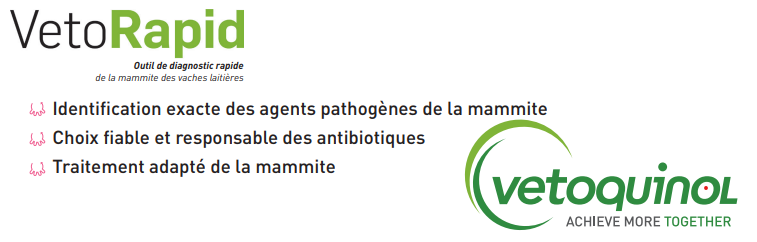 VetoRapid
Outil de diagnostic rapide
de la mammite des vaches laitières
Identification exacte des agents pathogènes de la mammite
Choix fiable et responsable des antibiotiques
Traitement adapté de la mammite
vetoquinol
ACHIEVE MORE TOGETHER